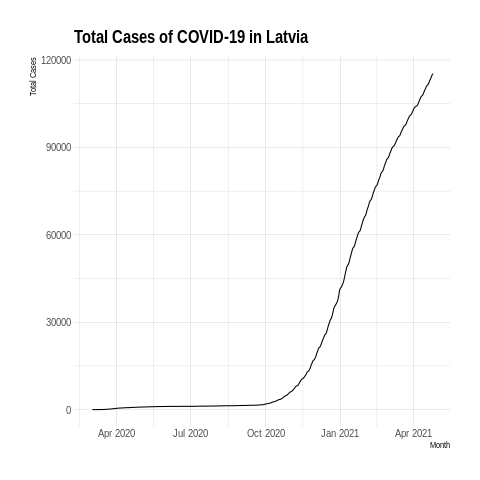 Total Cases of COVID-19 in Latvia
Total Cases
120000
90000
60000
30000
0
Apr 2020 Jul 2020 Oct 2020 Jan 2021 Apr 2021
Month